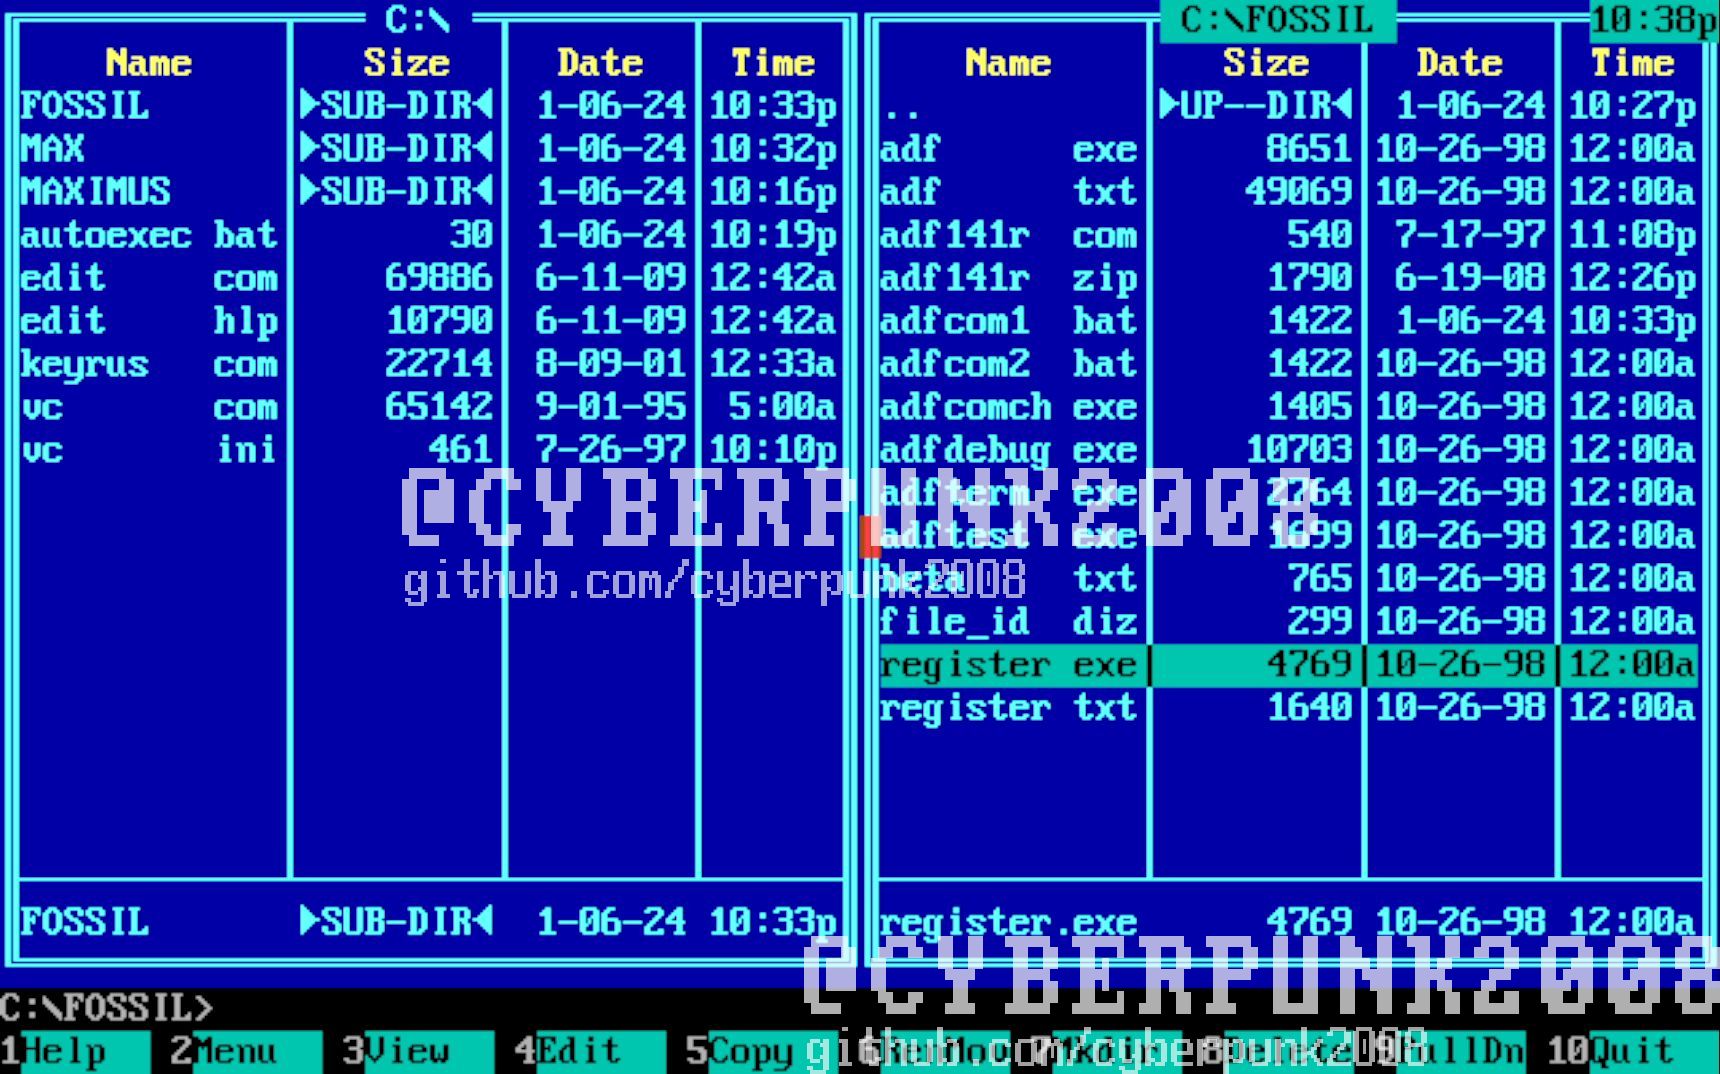 C:\
Name Size Date Time
FOSSIL ►SUB-DIR◄ 1-06-24 10:33p
MAX ►SUB-DIR◄ 1-06-24 10:32p
MAXIMUS ►SUB-DIR◄ 1-06-24 10:16p
autoexec bat 30 1-06-24 10:19p
edit com 69886 6-11-09 12:42a
edit hlp 10790 6-11-09 12:42a
keyrus com 22714 8-09-01 12:33a
vc com 65142 9-01-95 5:00a
vc ini 461 7-26-97 10:10p
FOSSIL ►SUB-DIR◄ 1-06-24 10:33p
C:\FOSSIL 10:38p
Name Size Date Time
.. ►UP--DIR◄ 1-06-24 10:27p
adf exe 8651 10-26-98 12:00a
adf txt 49069 10-26-98 12:00a
adf141r com 540 7-17-97 11:08p
adf141r zip 1790 6-19-08 12:26p
adfcom1 bat 1422 1-06-24 10:33p
adfcom2 bat 1422 10-26-98 12:00a
adfcomch exe 1405 10-26-98 12:00a
adfdebug exe 10703 10-26-98 12:00a
adfterm exe 2764 10-26-98 12:00a
adftest exe 1699 10-26-98 12:00a
beta txt 765 10-26-98 12:00a
file_id diz 299 10-26-98 12:00a
register exe 4769 10-26-98 12:00a
register txt 1640 10-26-98 12:00a
register.exe 4769 10-26-98 12:00a
@CYBERPUNK2008
github.com/cyberpunk2008
@CYBERPUNK2008
github.com/cyberpunk2008
C:\FOSSIL>
1Help 2Menu 3View 4Edit 5Copy 6RenMov 7Mkdir 8Delete 9PullDn 10Quit